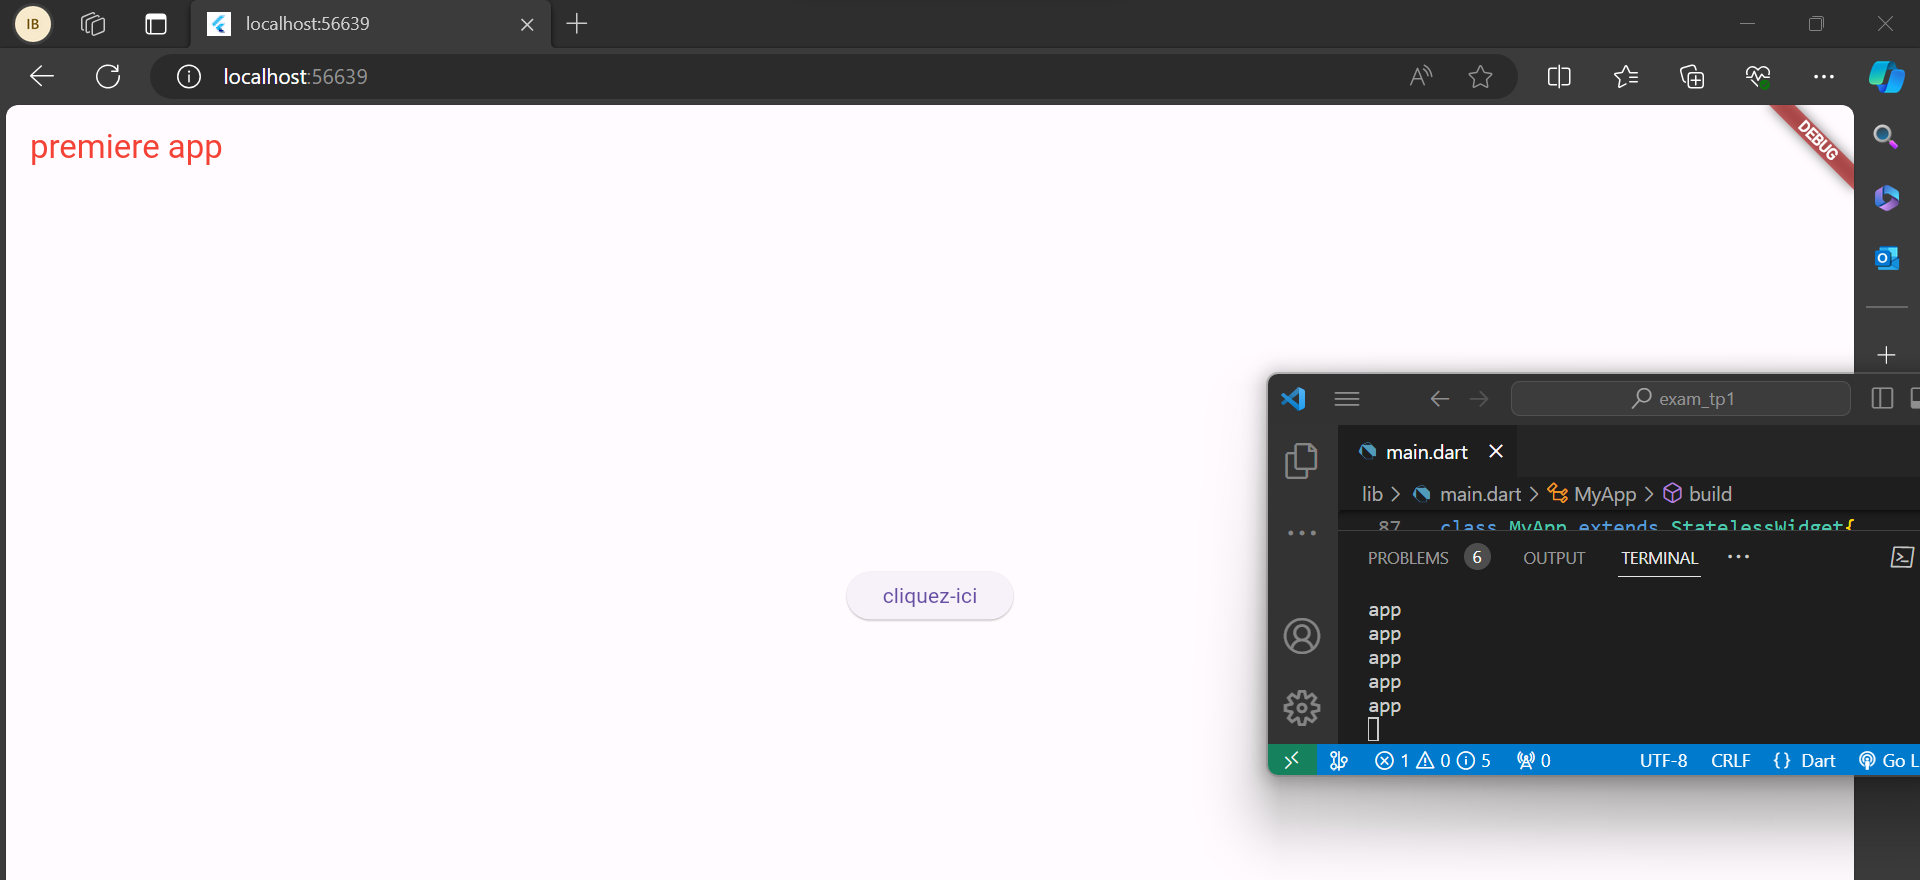 IB
localhost:56639
localhost:56639
premiere app
DEBUG
cliquez-ici
exam_tp1
main.dart
lib > main.dart > MyApp > build
87 class MyApp extends StatelessWidget{
PROBLEMS 6 OUTPUT TERMINAL ...
app
app
app
app
app
1 0 5 0 UTF-8 CRLF {} Dart Go L